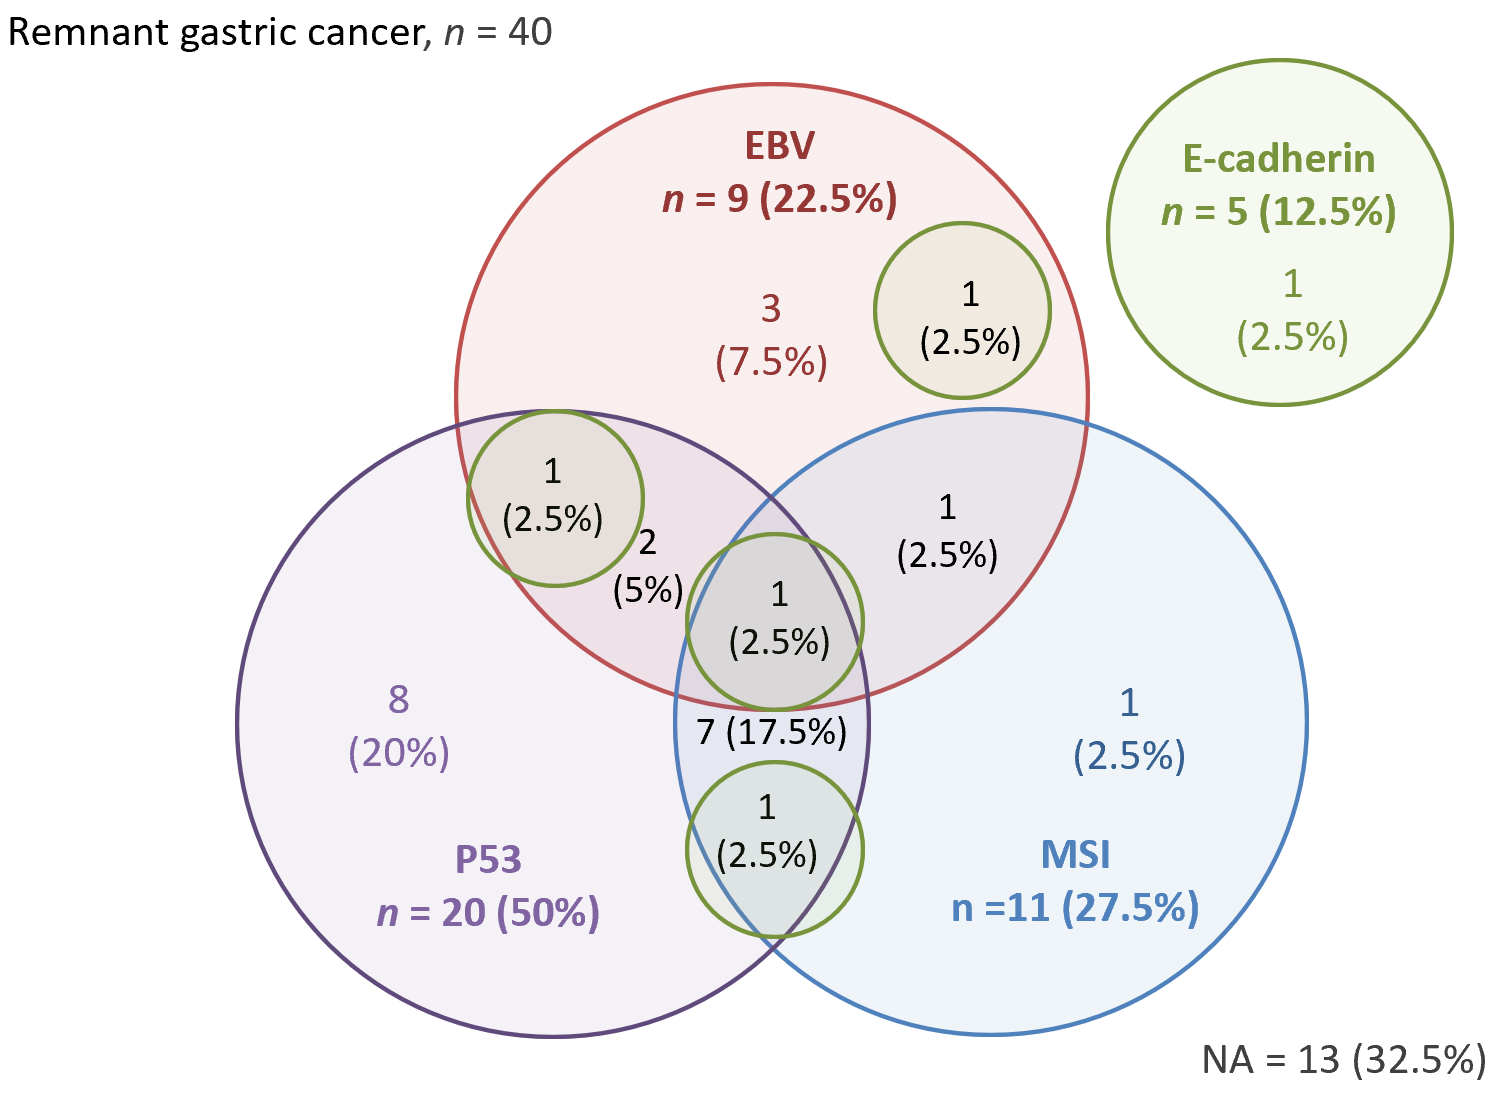 Remnant gastric cancer, n = 40
EBV
n = 9 (22.5%)
3
(7.5%)
1
(2.5%)
E-cadherin
n = 5 (12.5%)
1
(2.5%)
1
(2.5%)
2
(5%)
1
(2.5%)
1
(2.5%)
8
(20%)
7 (17.5%)
1
(2.5%)
1
(2.5%)
P53
n = 20 (50%)
MSI
n =11 (27.5%)
NA = 13 (32.5%)